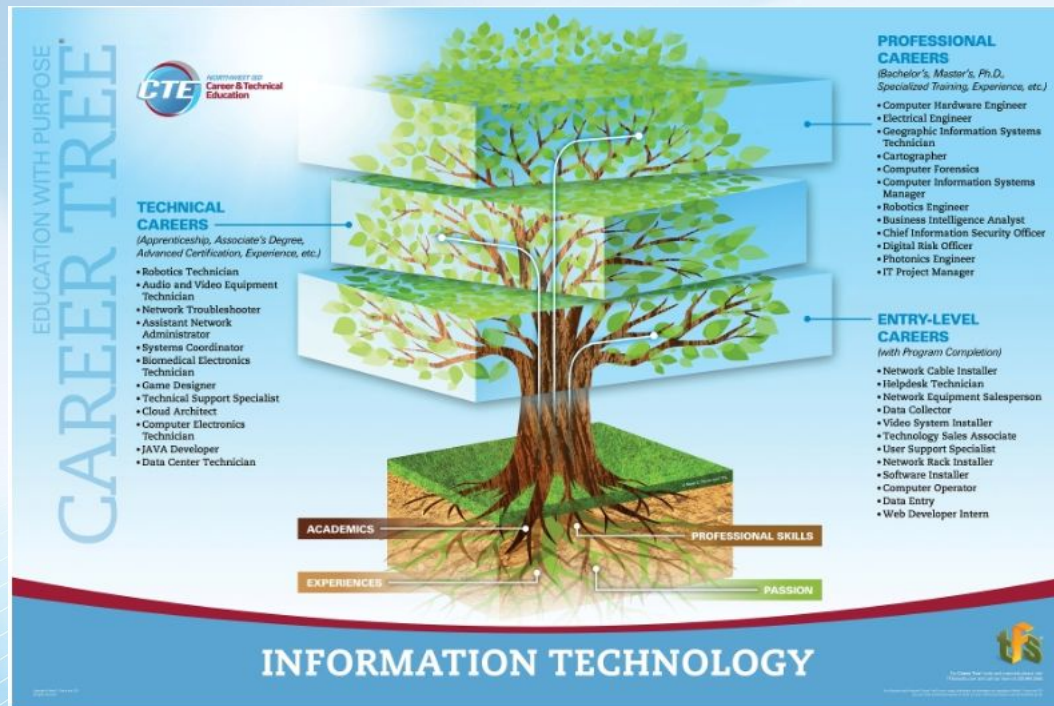 EDUCATION WITH PURPOSE
CAREER TREE
CTE
NORTHWEST ISD
Career & Technical
Education
TECHNICAL
CAREERS
(Apprenticeship, Associate's Degree,
Advanced Certification, Experience, etc.)
• Robotics Technician
• Audio and Video Equipment
Technician
• Network Troubleshooter
• Assistant Network
Administrator
• Systems Coordinator
• Biomedical Electronics
Technician
• Game Designer
• Technical Support Specialist
• Cloud Architect
• Computer Electronics
Technician
• JAVA Developer
• Data Center Technician
PROFESSIONAL
CAREERS
(Bachelor's, Master's, Ph.D.,
Specialized Training, Experience, etc.)
• Computer Hardware Engineer
• Electrical Engineer
• Geographic Information Systems
Technician
• Cartographer
• Computer Forensics
• Computer Information Systems
Manager
• Robotics Engineer
• Business Intelligence Analyst
• Chief Information Security Officer
• Digital Risk Officer
• Photonics Engineer
• IT Project Manager
ENTRY-LEVEL
CAREERS
(with Program Completion)
• Network Cable Installer
• Helpdesk Technician
• Network Equipment Salesperson
• Data Collector
• Video System Installer
• Technology Sales Associate
• User Support Specialist
• Network Rack Installer
• Software Installer
• Computer Operator
• Data Entry
• Web Developer Intern
ACADEMICS
PROFESSIONAL SKILLS
EXPERIENCES
PASSION
INFORMATION TECHNOLOGY
tfs